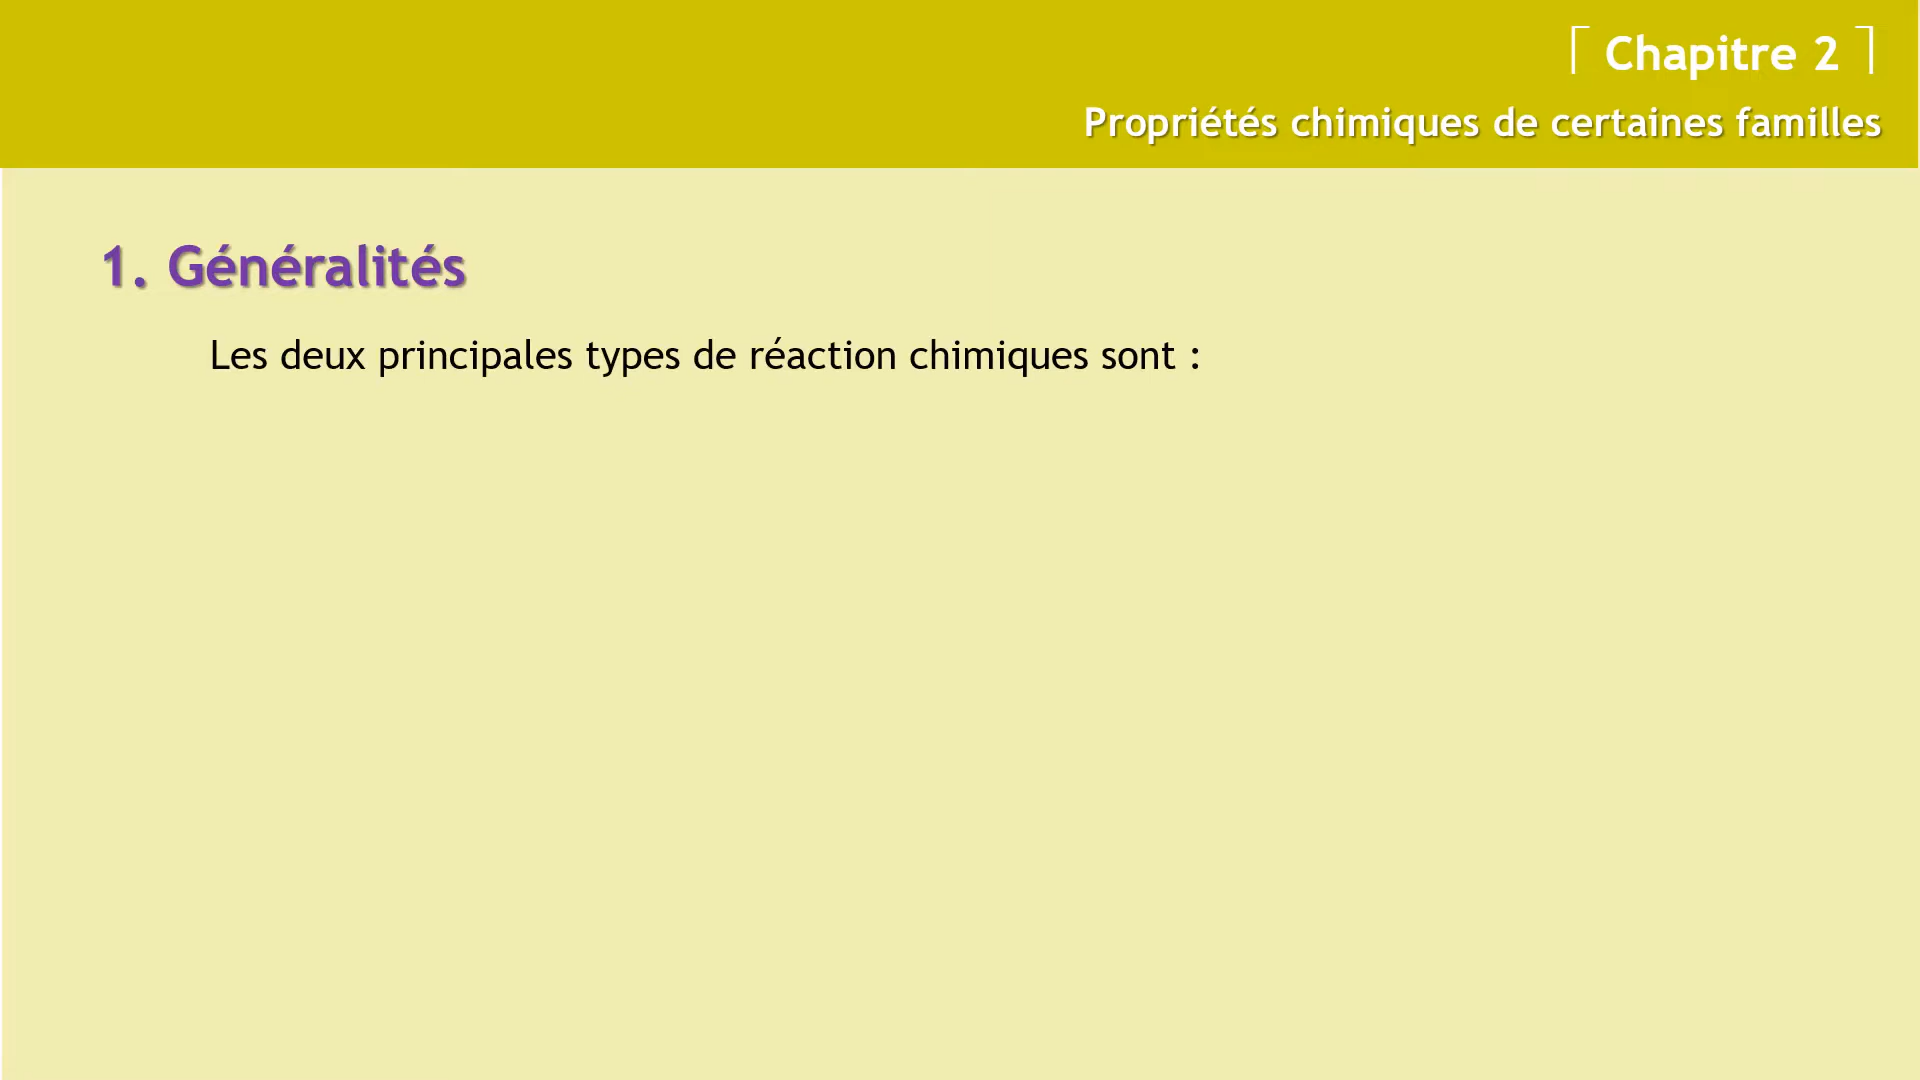 Chapitre 2
Propriétés chimiques de certaines familles
1. Généralités
Les deux principales types de réaction chimiques sont :